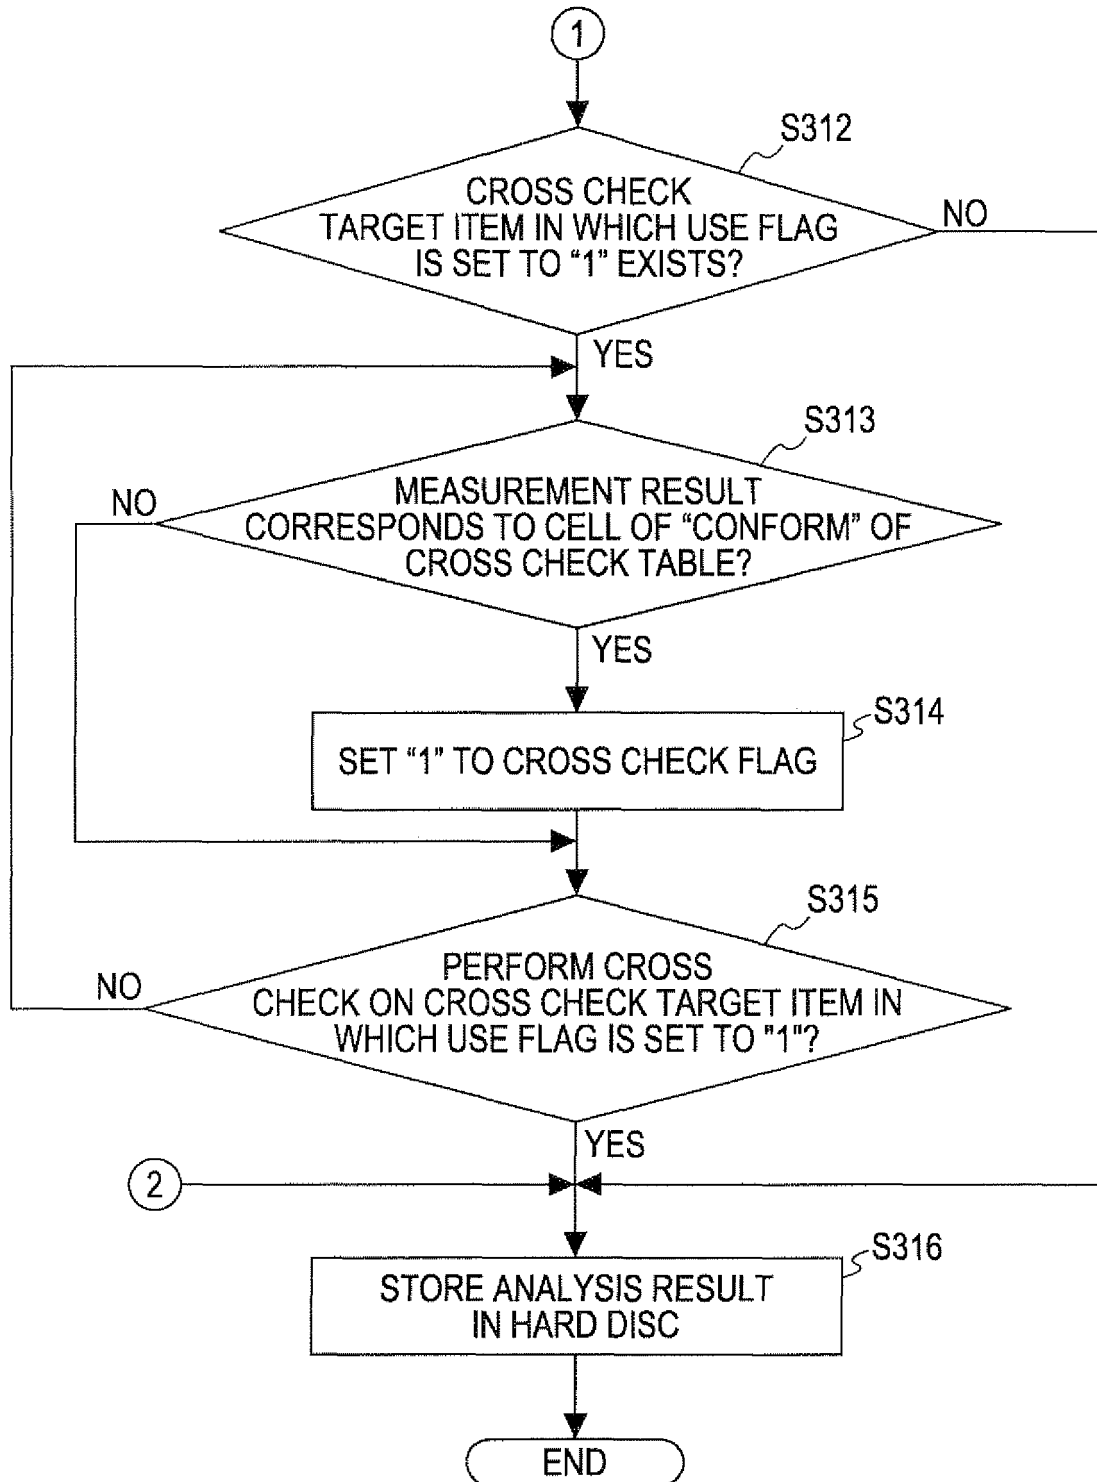 1
S312
CROSS CHECK
TARGET ITEM IN WHICH USE FLAG
IS SET TO “1” EXISTS?
NO
YES
S313
MEASUREMENT RESULT
CORRESPONDS TO CELL OF “CONFORM” OF
CROSS CHECK TABLE?
NO
YES
S314
SET “1” TO CROSS CHECK FLAG
S315
PERFORM CROSS
CHECK ON CROSS CHECK TARGET ITEM IN
WHICH USE FLAG IS SET TO "1"?
NO
YES
2
S316
STORE ANALYSIS RESULT
IN HARD DISC
END